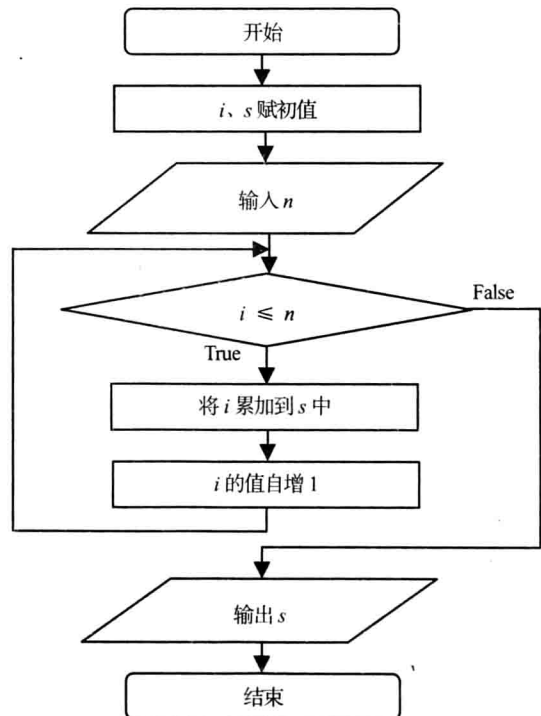 开始
i、s 赋初值
输入 n
i ≤ n
False
True
将 i 累加到 s 中
i 的值自增 1
输出 s
结束